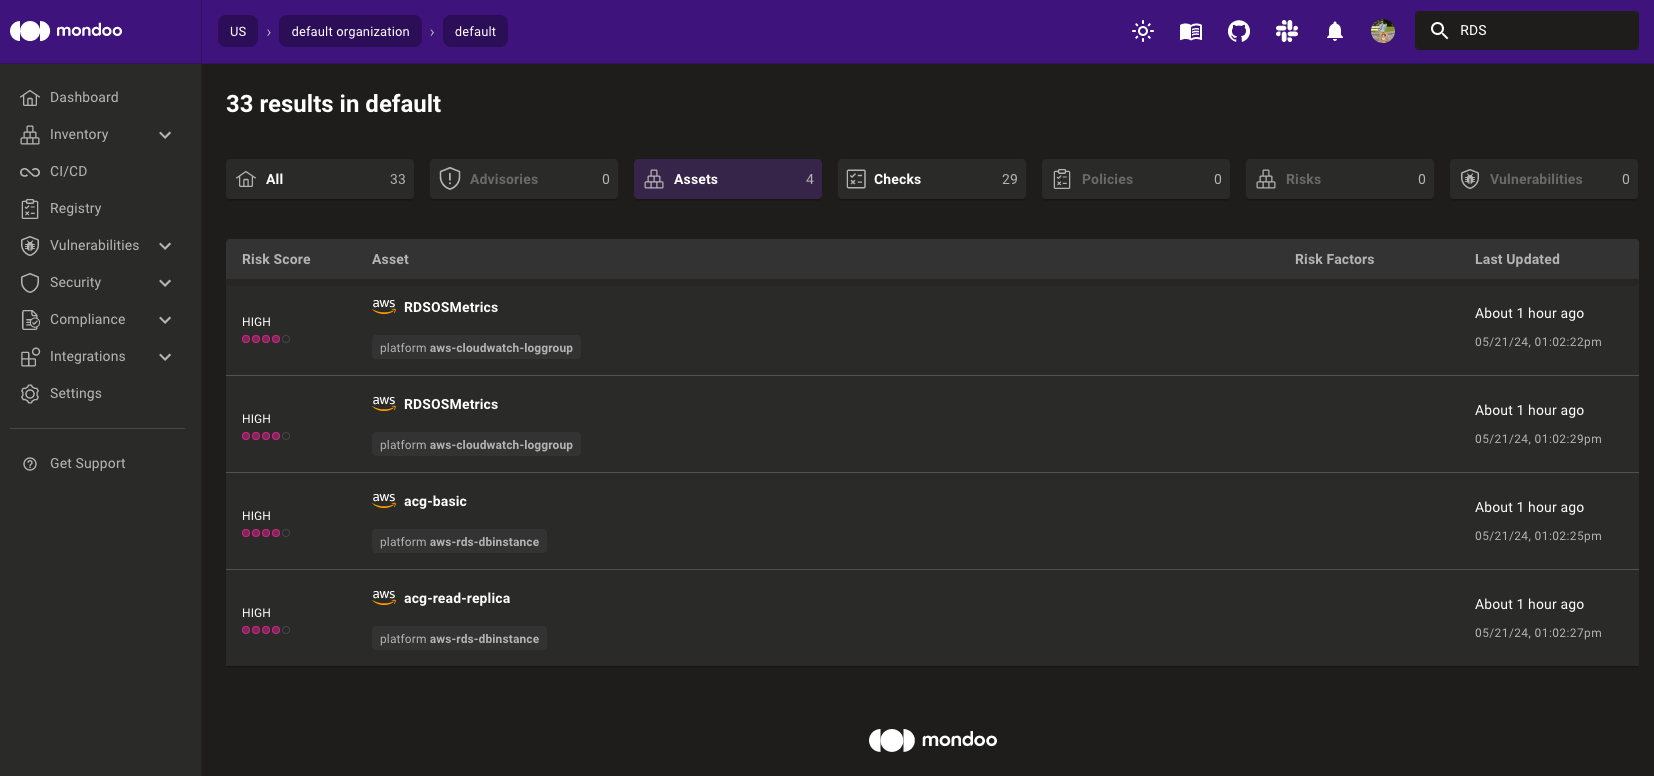 mondoo
US › default organization › default
RDS
Dashboard
Inventory
CI/CD
Registry
Vulnerabilities
Security
Compliance
Integrations
Settings
Get Support
33 results in default
All 33
Advisories 0
Assets 4
Checks 29
Policies 0
Risks 0
Vulnerabilities 0
Risk Score Asset Risk Factors Last Updated
HIGH
aws RDSOSMetrics
platform aws-cloudwatch-loggroup
About 1 hour ago
05/21/24, 01:02:22pm
HIGH
aws RDSOSMetrics
platform aws-cloudwatch-loggroup
About 1 hour ago
05/21/24, 01:02:29pm
HIGH
aws acg-basic
platform aws-rds-dbinstance
About 1 hour ago
05/21/24, 01:02:25pm
HIGH
aws acg-read-replica
platform aws-rds-dbinstance
About 1 hour ago
05/21/24, 01:02:27pm
mondoo